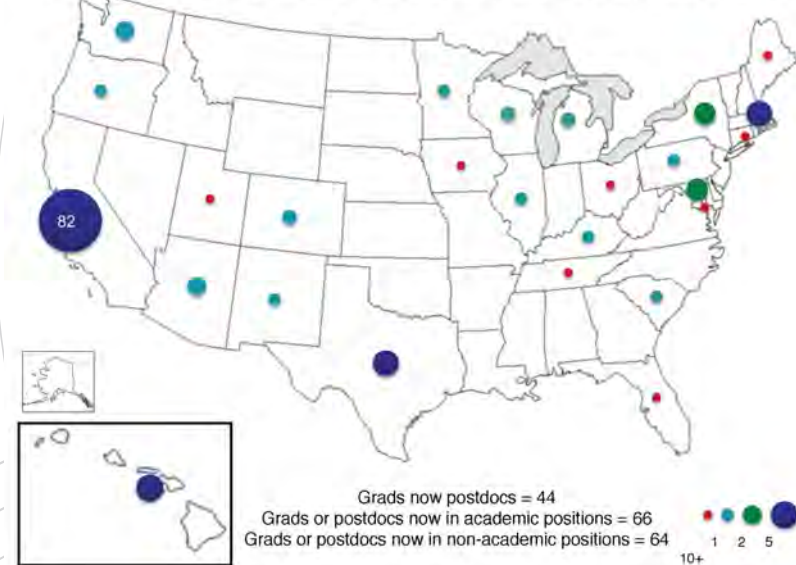 82
Grads now postdocs = 44
Grads or postdocs now in academic positions = 66
Grads or postdocs now in non-academic positions = 64
1 2 5
10+